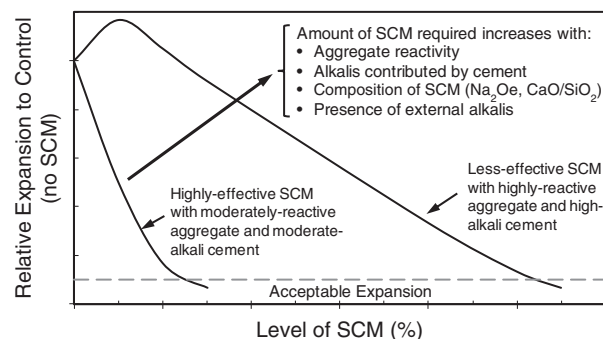 Relative Expansion to Control
(no SCM)
Amount of SCM required increases with:
• Aggregate reactivity
• Alkalis contributed by cement
• Composition of SCM (Na₂Oe, CaO/SiO₂)
• Presence of external alkalis
Highly-effective SCM
with moderately-reactive
aggregate and moderate-
alkali cement
Less-effective SCM
with highly-reactive
aggregate and high-
alkali cement
Acceptable Expansion
Level of SCM (%)